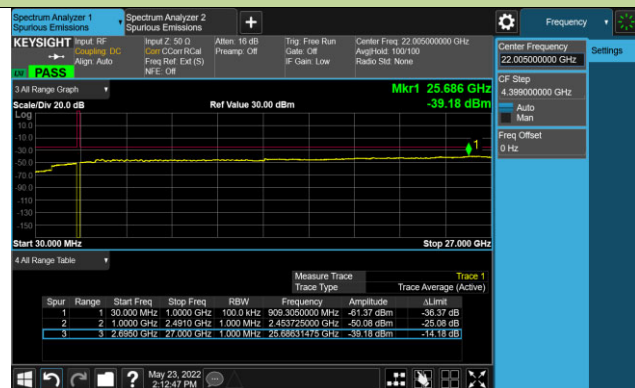 Spectrum Analyzer 1
Spurious Emissions
Spectrum Analyzer 2
Spurious Emissions
+
Frequency
KEYSIGHT
Input: RF
Coupling: DC
Align: Auto
Input Z: 50 Ω
Corr CCorr RCal
Freq Ref: Ext (S)
NFE: Off
Atten: 16 dB
Preamp: Off
Trig: Free Run
Gate: Off
IF Gain: Low
Center Freq: 22.005000000 GHz
Avg|Hold: 100/100
Radio Std: None
PASS
Center Frequency
22.005000000 GHz
Settings
CF Step
4.399000000 GHz
Auto
Man
Freq Offset
0 Hz
3 All Range Graph
Mkr1 25.686 GHz
Scale/Div 20.0 dB
Ref Value 30.00 dBm
-39.18 dBm
Log
10.0
-10.0
-30.0
-50.0
-70.0
-90.0
-110
-130
-150
1
Start 30.000 MHz
Stop 27.000 GHz
4 All Range Table
Measure Trace Trace 1
Trace Type Trace Average (Active)
Spur Range Start Freq Stop Freq RBW Frequency Amplitude ΔLimit
1 1 30.000 MHz 1.0000 GHz 100.0 kHz 909.3050000 MHz -61.37 dBm -36.37 dB
2 2 1.0000 GHz 2.4910 GHz 1.000 MHz 2.453725000 GHz -50.08 dBm -25.08 dB
3 3 2.6950 GHz 27.000 GHz 1.000 MHz 25.68631475 GHz -39.18 dBm -14.18 dB
?
May 23, 2022
2:12:47 PM